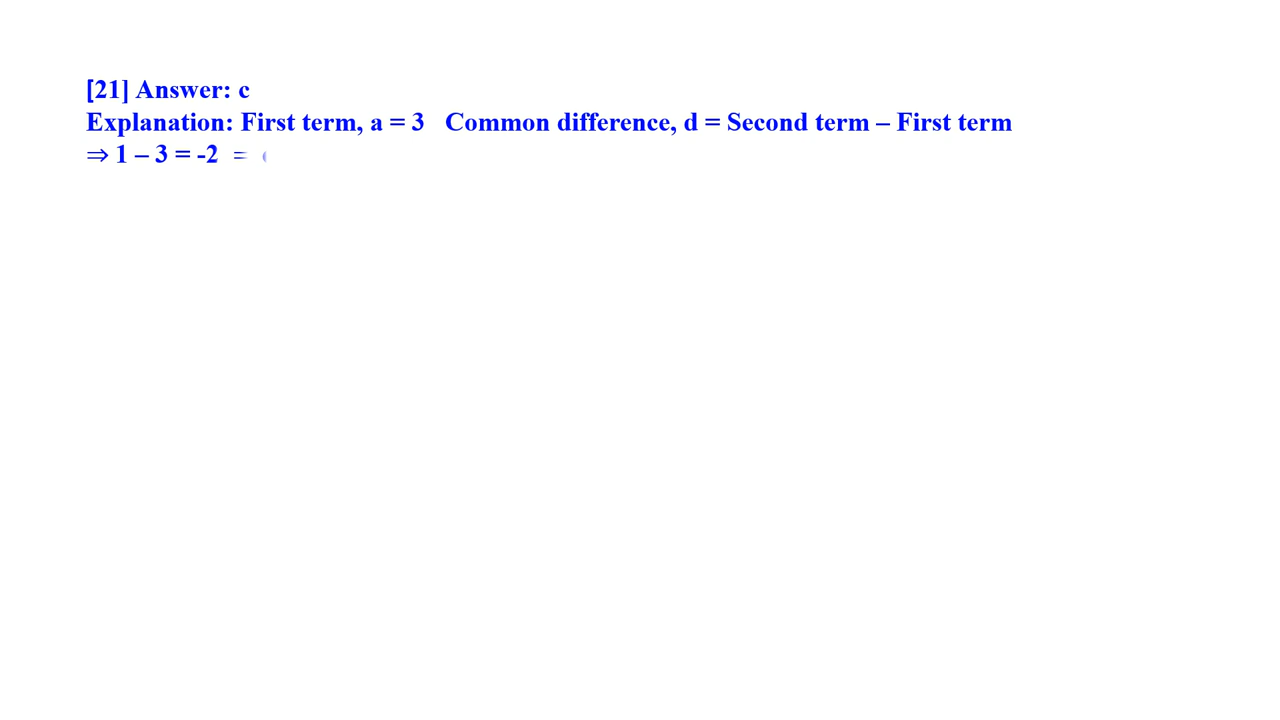 [21] Answer: c
Explanation: First term, a = 3 Common difference, d = Second term – First term
⇒ 1 – 3 = -2